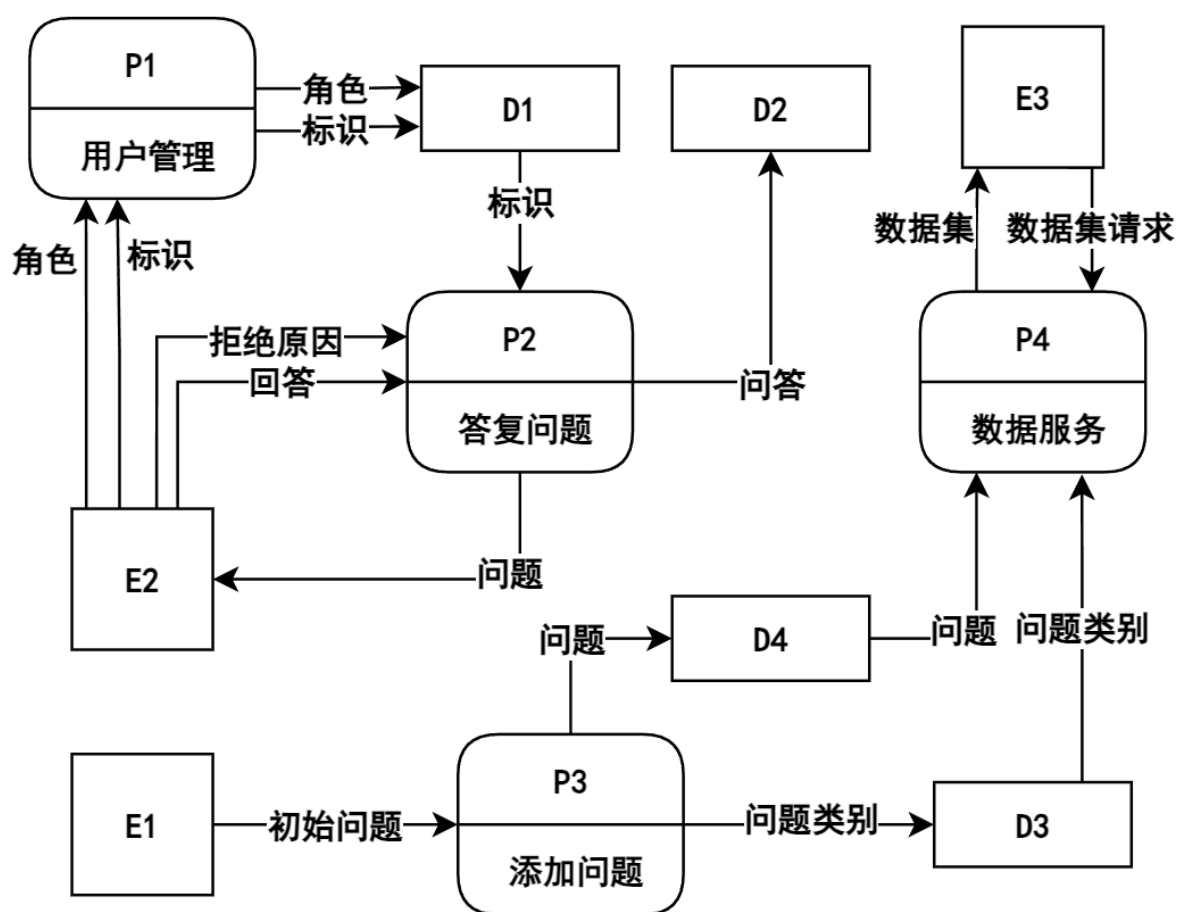 P1
用户管理
角色
标识
D1
D2
E3
标识
数据集
数据集请求
角色
标识
拒绝原因
回答
P2
答复问题
问答
P4
数据服务
E2
问题
问题
D4
问题
问题类别
E1
初始问题
P3
添加问题
问题类别
D3